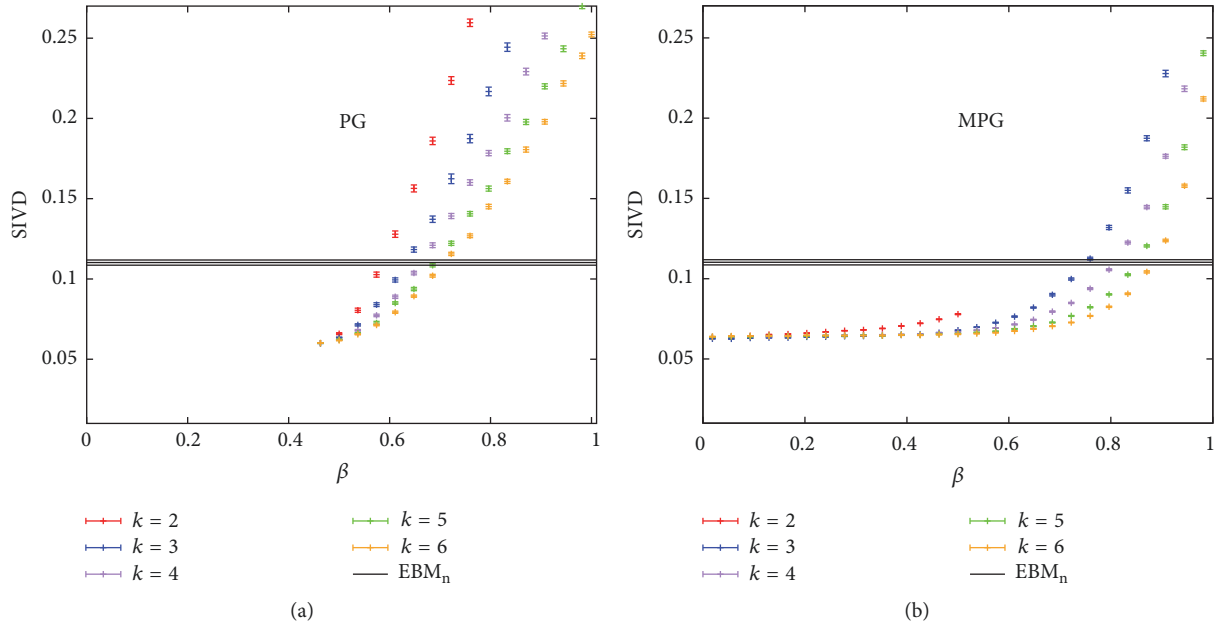 0.25
0.2
0.15
0.1
0.05
SIVD
PG
0
0.2
0.4
0.6
0.8
1
β
k = 2
k = 3
k = 4
k = 5
k = 6
EBMₙ
(a)
0.25
0.2
0.15
0.1
0.05
SIVD
MPG
0
0.2
0.4
0.6
0.8
1
β
k = 2
k = 3
k = 4
k = 5
k = 6
EBMₙ
(b)